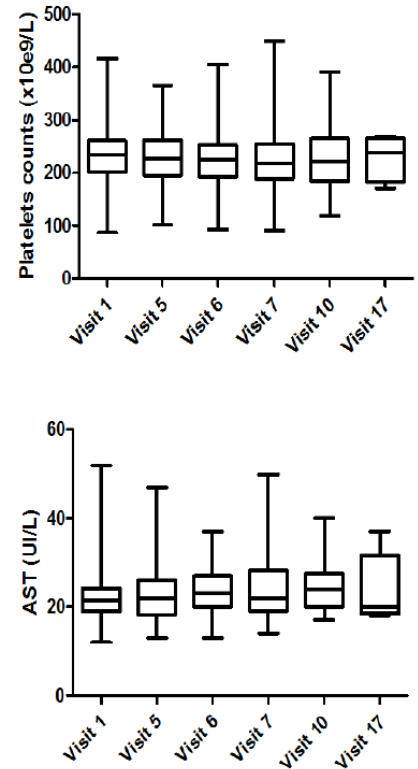 Platelets counts (x10e9/L)
500
400
300
200
100
0
Visit 1
Visit 5
Visit 6
Visit 7
Visit 10
Visit 17
AST (UI/L)
60
40
20
0
Visit 1
Visit 5
Visit 6
Visit 7
Visit 10
Visit 17